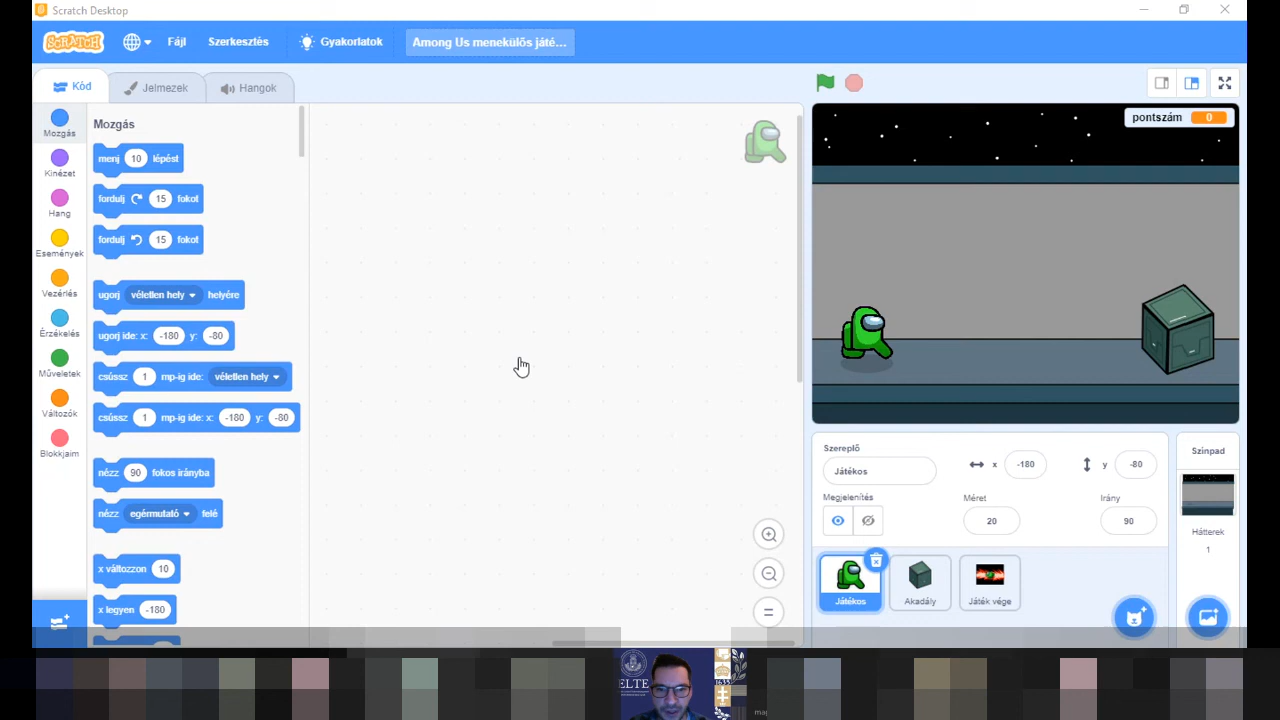 Scratch Desktop
SCRATCH
Fájl
Szerkesztés
Gyakorlatok
Among Us menekülős játé...
Kód
Jelmezek
Hangok
Mozgás
Kinézet
Hang
Események
Vezérlés
Érzékelés
Műveletek
Változók
Blokkjaim
Mozgás
menj 10 lépést
fordulj 15 fokot
fordulj 15 fokot
ugorj véletlen hely helyére
ugorj ide: x: -180 y: -80
csússz 1 mp-ig ide: véletlen hely
csússz 1 mp-ig ide: x: -180 y: -80
nézz 90 fokos irányba
nézz egérmutató felé
x változzon 10
x legyen -180
pontszám 0
Szereplő
Játékos
x -180
y -80
Megjelenítés
Méret
20
Irány
90
Játékos
Akadály
Játék vége
Színpad
Hátterek
1
ELTE
1635